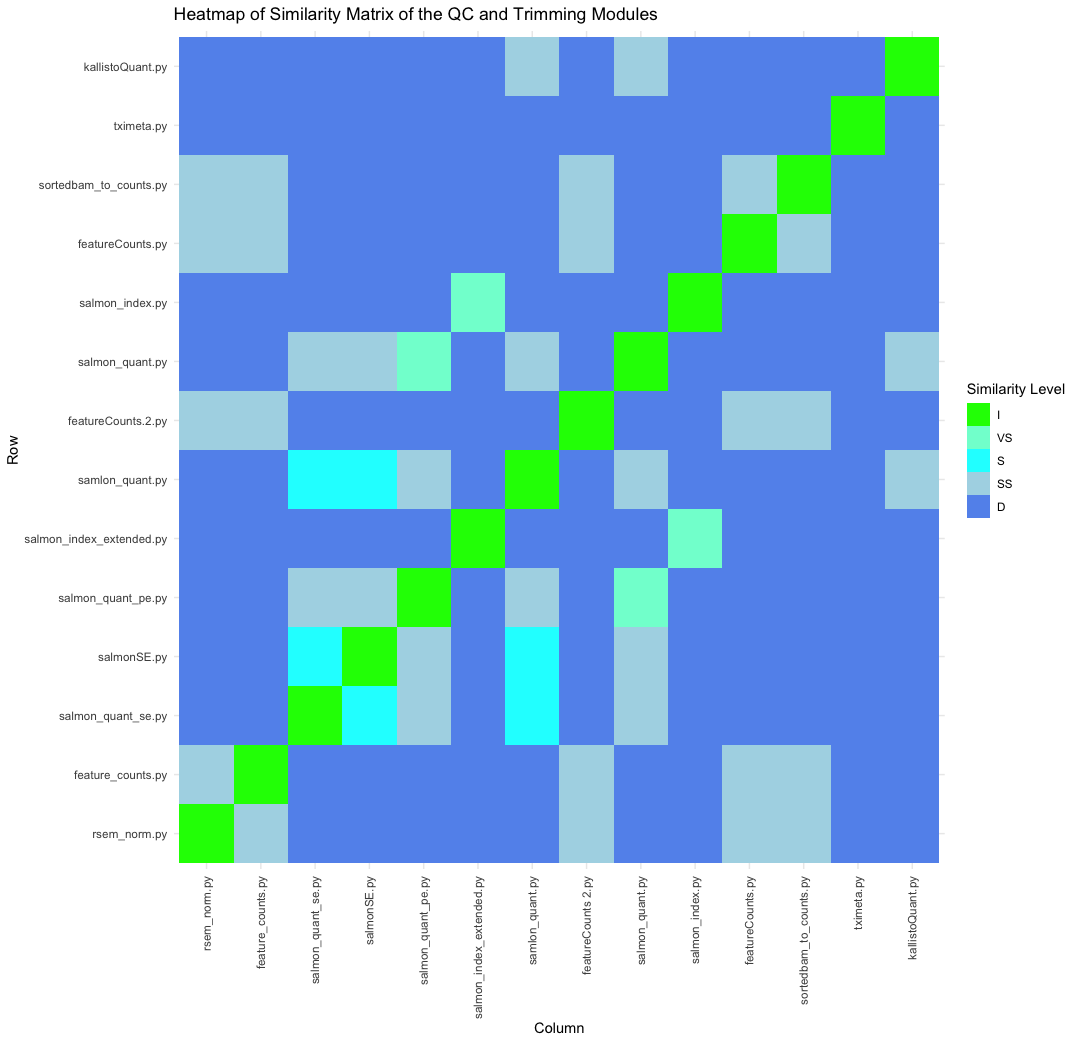 Heatmap of Similarity Matrix of the QC and Trimming Modules
kallistoQuant.py
tximeta.py
sortedbam_to_counts.py
featureCounts.py
salmon_index.py
salmon_quant.py
featureCounts.2.py
samlon_quant.py
salmon_index_extended.py
salmon_quant_pe.py
salmonSE.py
salmon_quant_se.py
feature_counts.py
rsem_norm.py
Row
rsem_norm.py
feature_counts.py
salmon_quant_se.py
salmonSE.py
salmon_quant_pe.py
salmon_index_extended.py
samlon_quant.py
featureCounts 2.py
salmon_quant.py
salmon_index.py
featureCounts.py
sortedbam_to_counts.py
tximeta.py
kallistoQuant.py
Column
Similarity Level
I
VS
S
SS
D